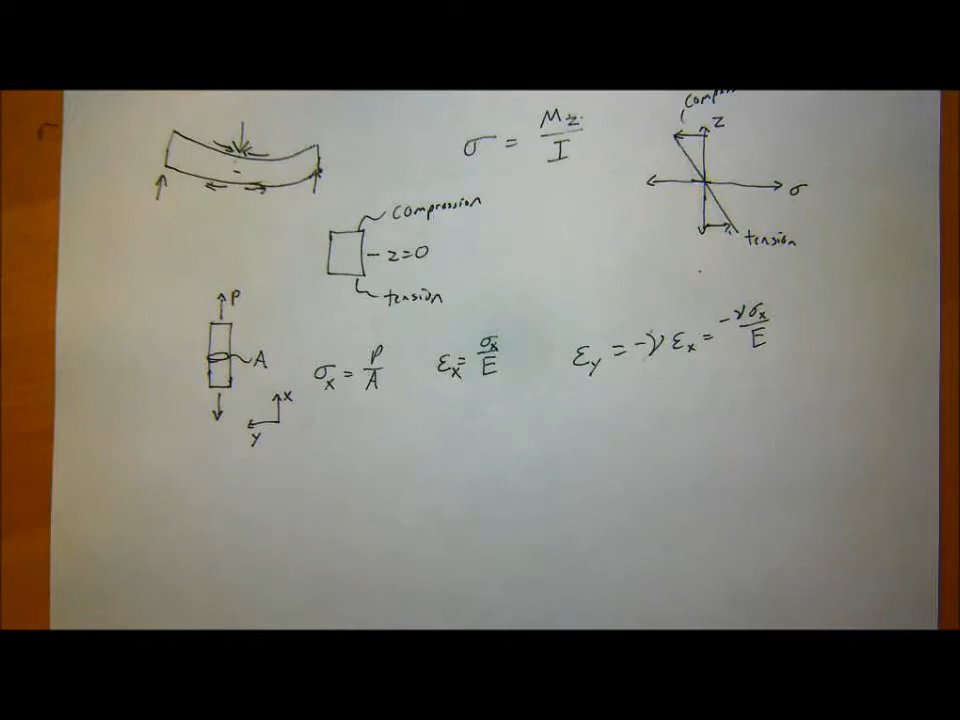 σ = Mz/I
z
σ
tension
compression
- z=0
tension
P
A
σx = P/A
εx = σx/E
εy = -ν εx = -νσx/E
x
y